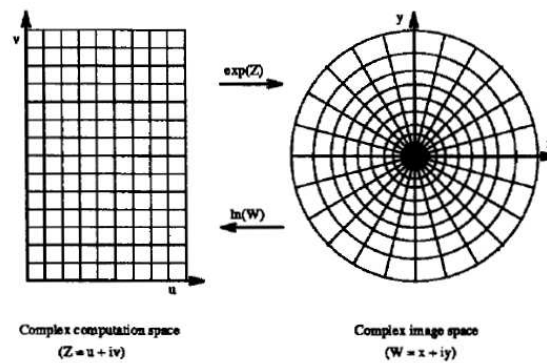 v
y
exp(Z)
ln(W)
u
Complex computation space
(Z = u + iv)
Complex image space
(W = x + iy)